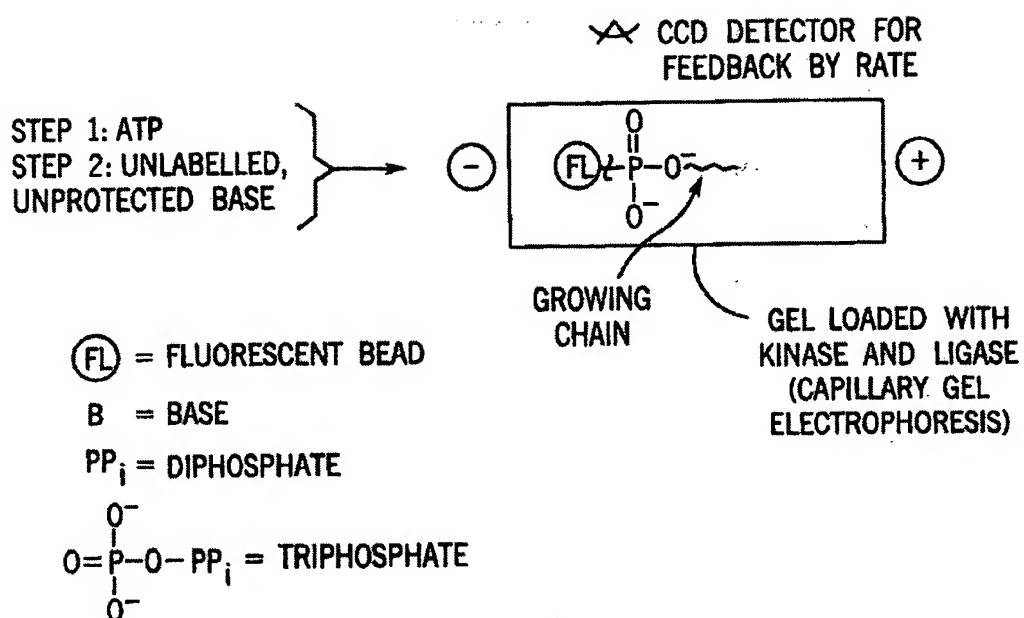 CCD DETECTOR FOR
FEEDBACK BY RATE
STEP 1: ATP
STEP 2: UNLABELLED,
UNPROTECTED BASE
−
FL
O
P
O⁻
O⁻
+
GROWING
CHAIN
GEL LOADED WITH
KINASE AND LIGASE
(CAPILLARY GEL
ELECTROPHORESIS)
FL = FLUORESCENT BEAD
B = BASE
PPi = DIPHOSPHATE
O⁻
O=P-O-PPi = TRIPHOSPHATE
O⁻